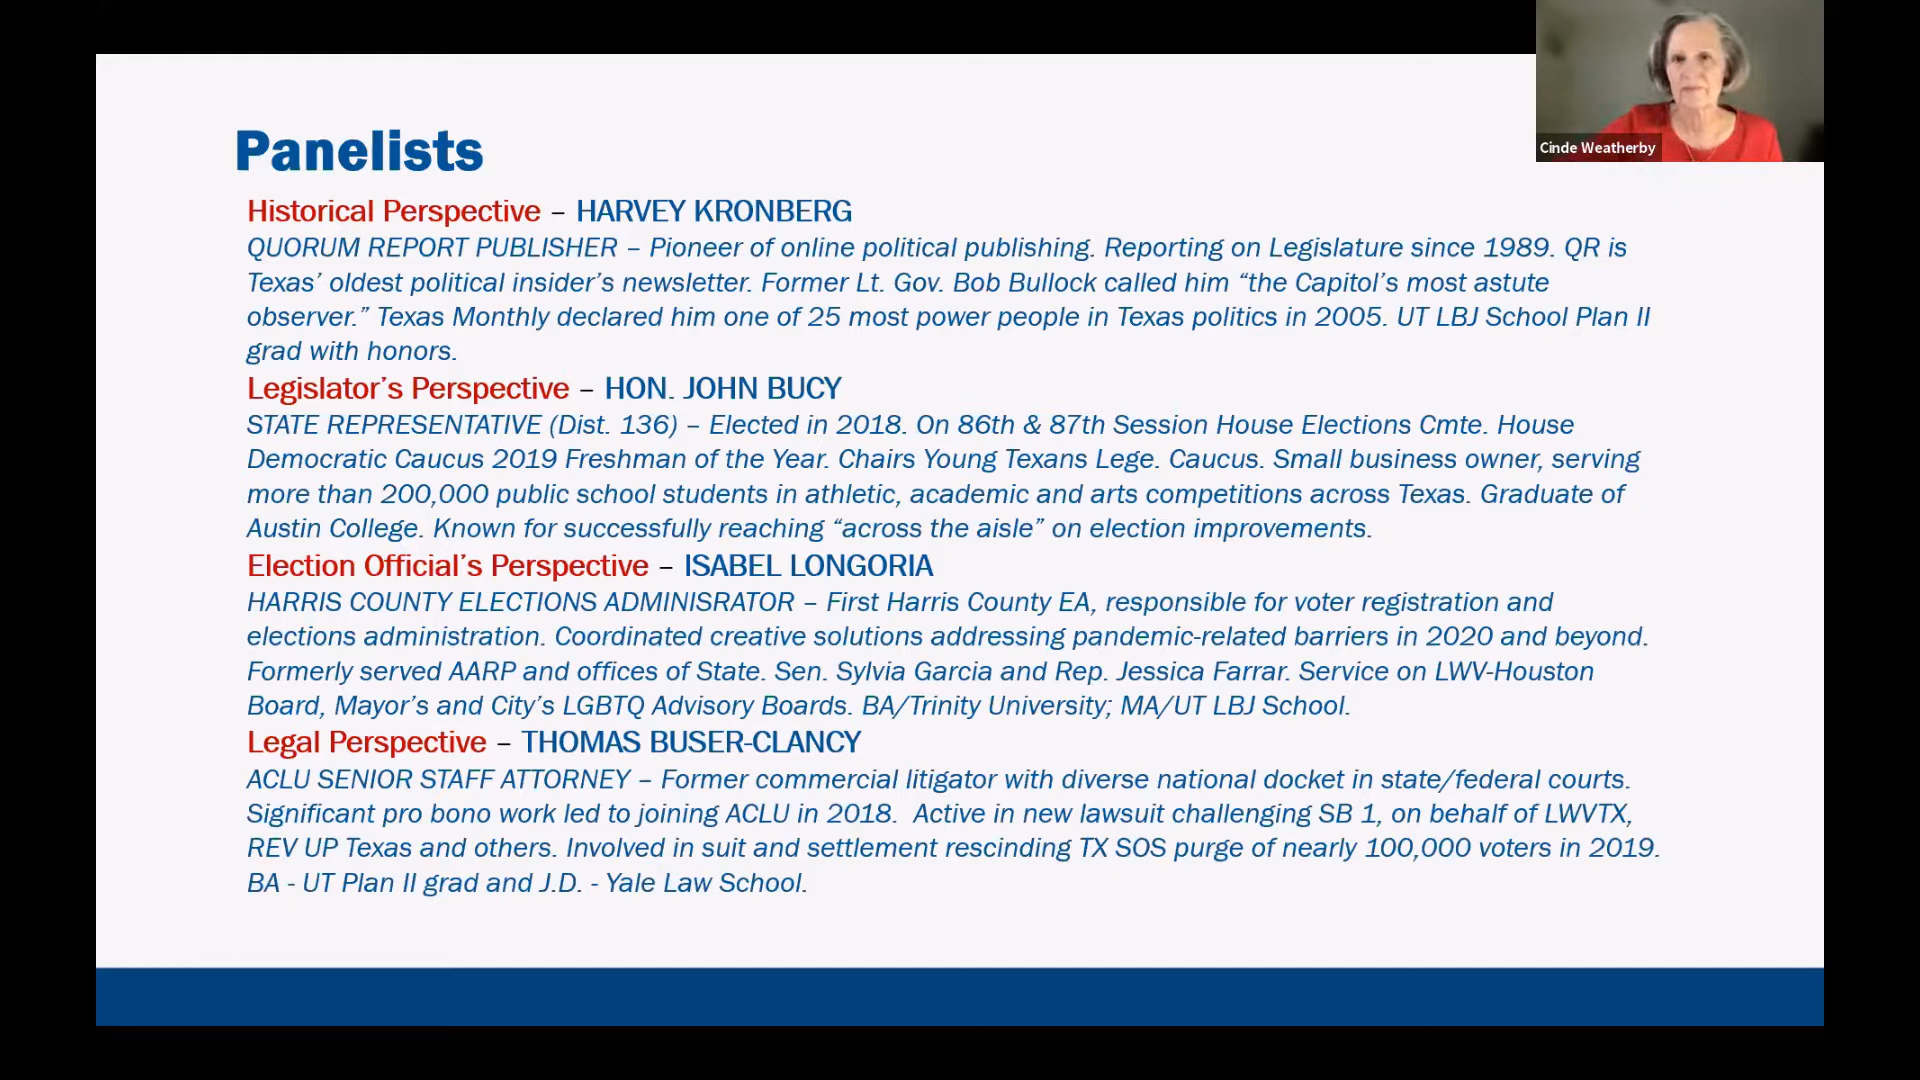 Panelists
Cinde Weatherby
Historical Perspective – HARVEY KRONBERG
QUORUM REPORT PUBLISHER – Pioneer of online political publishing. Reporting on Legislature since 1989. QR is
Texas’ oldest political insider’s newsletter. Former Lt. Gov. Bob Bullock called him “the Capitol’s most astute
observer.” Texas Monthly declared him one of 25 most power people in Texas politics in 2005. UT LBJ School Plan II
grad with honors.
Legislator’s Perspective – HON. JOHN BUCY
STATE REPRESENTATIVE (Dist. 136) – Elected in 2018. On 86th & 87th Session House Elections Cmte. House
Democratic Caucus 2019 Freshman of the Year. Chairs Young Texans Lege. Caucus. Small business owner, serving
more than 200,000 public school students in athletic, academic and arts competitions across Texas. Graduate of
Austin College. Known for successfully reaching “across the aisle” on election improvements.
Election Official’s Perspective – ISABEL LONGORIA
HARRIS COUNTY ELECTIONS ADMINISRATOR – First Harris County EA, responsible for voter registration and
elections administration. Coordinated creative solutions addressing pandemic-related barriers in 2020 and beyond.
Formerly served AARP and offices of State. Sen. Sylvia Garcia and Rep. Jessica Farrar. Service on LWV-Houston
Board, Mayor’s and City’s LGBTQ Advisory Boards. BA/Trinity University; MA/UT LBJ School.
Legal Perspective – THOMAS BUSER-CLANCY
ACLU SENIOR STAFF ATTORNEY – Former commercial litigator with diverse national docket in state/federal courts.
Significant pro bono work led to joining ACLU in 2018.  Active in new lawsuit challenging SB 1, on behalf of LWVTX,
REV UP Texas and others. Involved in suit and settlement rescinding TX SOS purge of nearly 100,000 voters in 2019.
BA - UT Plan II grad and J.D. - Yale Law School.